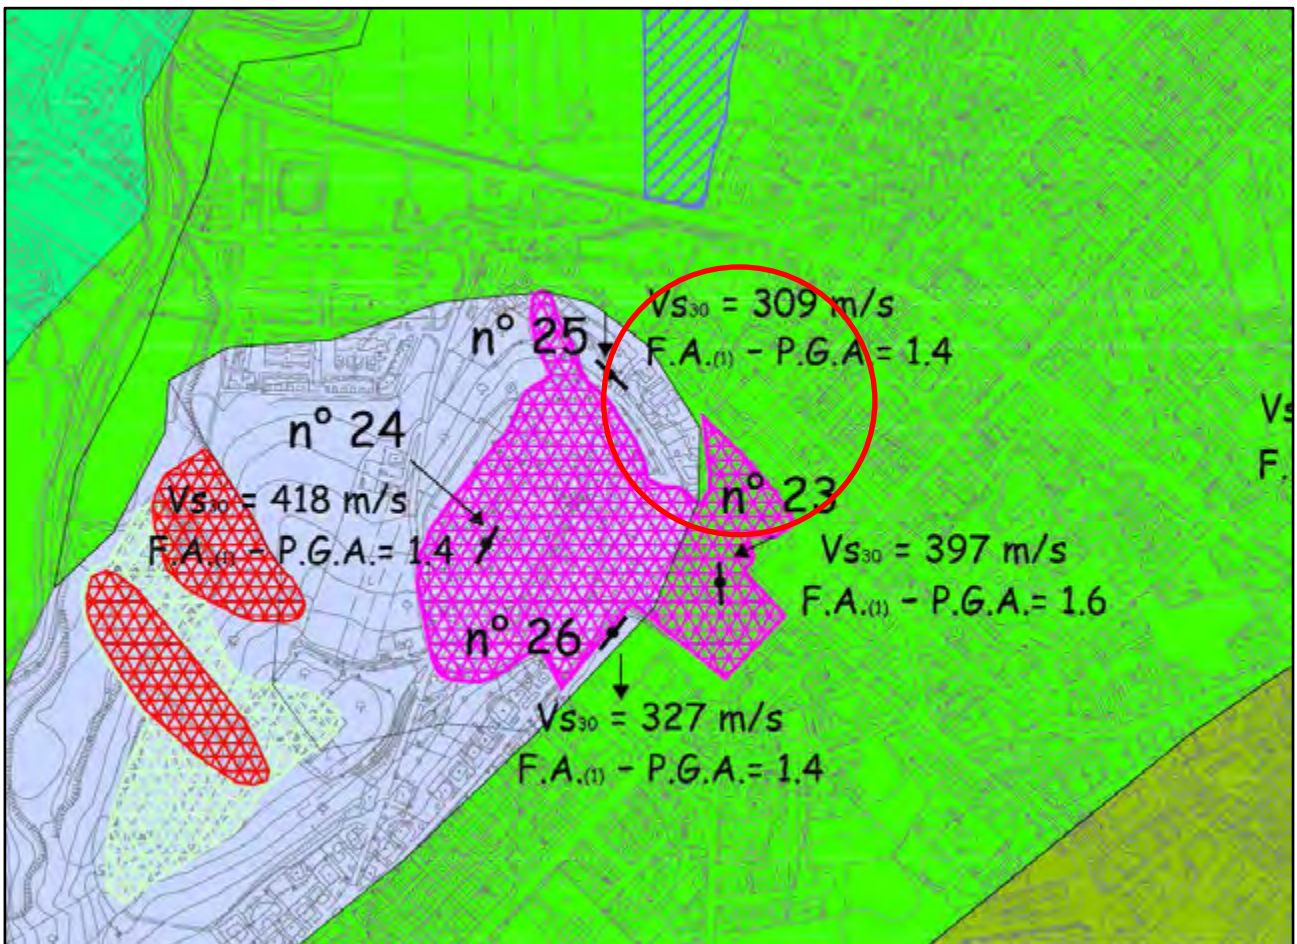 Vs30 = 309 m/s
n° 25
F.A.(1) - P.G.A = 1.4
Vs
n° 24
F.
n° 23
Vs30 = 418 m/s
F.A.(1) - P.G.A.= 1.4
Vs30 = 397 m/s
F.A.(1) - P.G.A.= 1.6
n° 26
Vs30 = 327 m/s
F.A.(1) - P.G.A.= 1.4